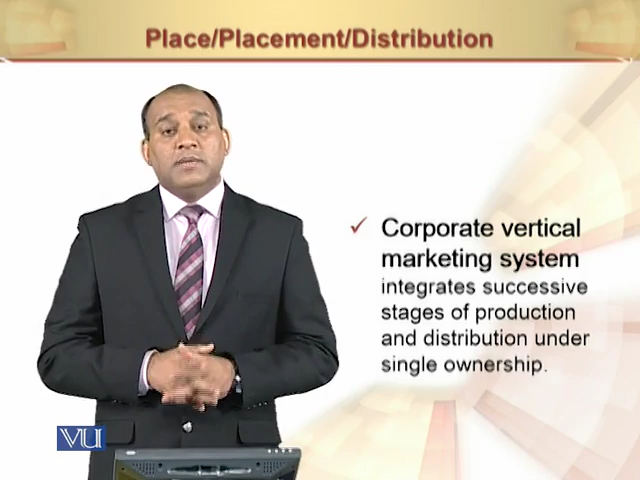 Place/Placement/Distribution
✓ Corporate vertical
marketing system
integrates successive
stages of production
and distribution under
single ownership.
VU